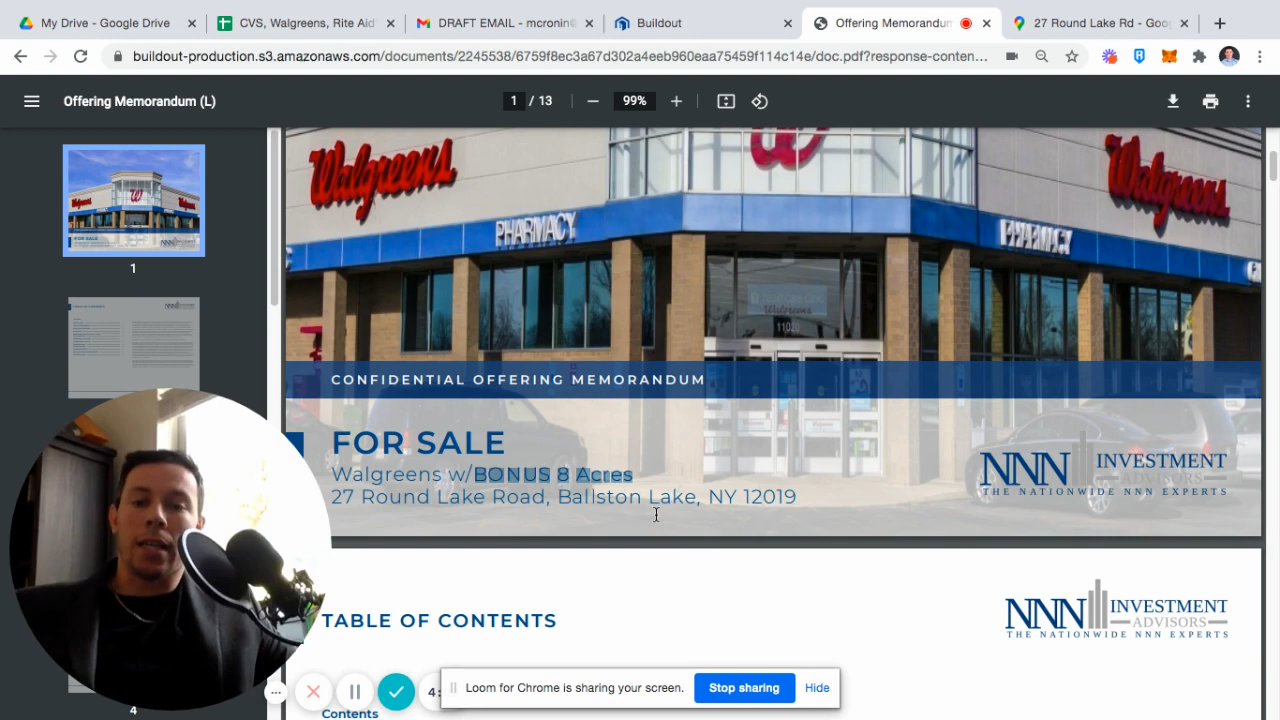 My Drive - Google Drive
CVS, Walgreens, Rite Aid
DRAFT EMAIL - mcronin@
Buildout
Offering Memorandum
27 Round Lake Rd - Goo
buildout-production.s3.amazonaws.com/documents/2245538/6759f8ec3a67d302a4eeb960eaa75459f114c14e/doc.pdf?response-conten...
Offering Memorandum (L)
1 / 13
99%
1
4
Walgreens
Walgreens
PHARMACY
PHARMACY
Walgreens
11020
CONFIDENTIAL OFFERING MEMORANDUM
FOR SALE
Walgreens w/BONUS 8 Acres
27 Round Lake Road, Ballston Lake, NY 12019
NNN INVESTMENT
ADVISORS
THE NATIONWIDE NNN EXPERTS
TABLE OF CONTENTS
NNN INVESTMENT
ADVISORS
THE NATIONWIDE NNN EXPERTS
Contents
4:
Loom for Chrome is sharing your screen.
Stop sharing
Hide